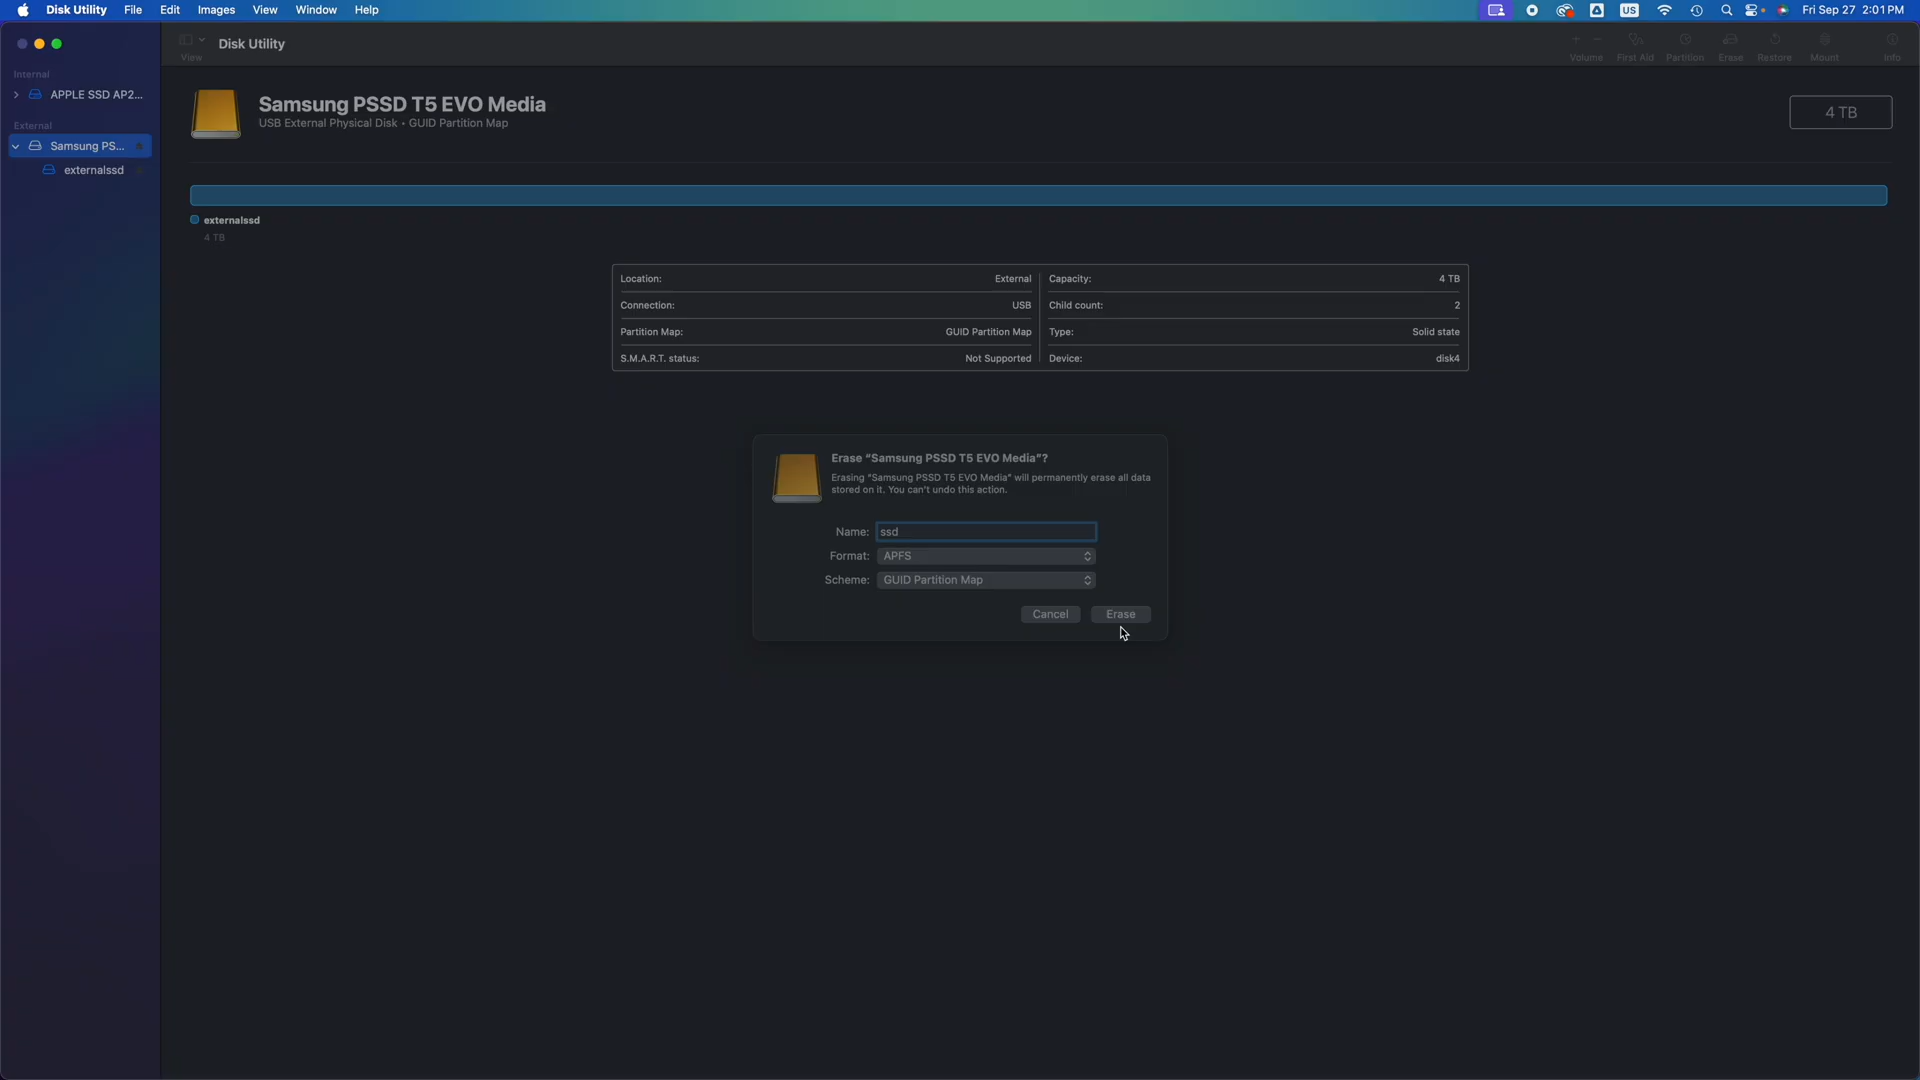 Disk Utility File Edit Images View Window Help US Fri Sep 27 2:01 PM
Disk Utility
View Volume First Aid Partition Erase Restore Mount Info
Internal
APPLE SSD AP2...
External
Samsung PS...
externalssd
Samsung PSSD T5 EVO Media
USB External Physical Disk • GUID Partition Map
4 TB
externalssd
4 TB
Location: External Capacity: 4 TB
Connection: USB Child count: 2
Partition Map: GUID Partition Map Type: Solid state
S.M.A.R.T. status: Not Supported Device: disk4
Erase “Samsung PSSD T5 EVO Media”?
Erasing “Samsung PSSD T5 EVO Media” will permanently erase all data
stored on it. You can’t undo this action.
Name: ssd
Format: APFS
Scheme: GUID Partition Map
Cancel Erase